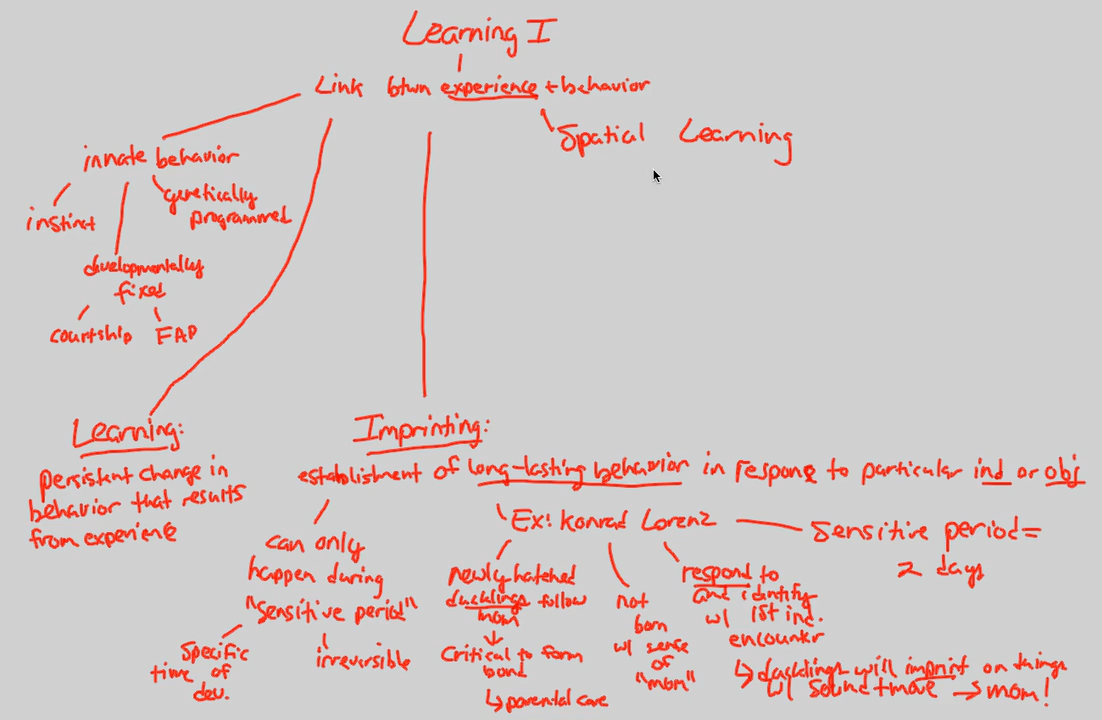 Learning I
Link btwn experience + behavior
Spatial Learning
innate behavior
instinct
genetically
programmed
developmentally
fixed
courtship FAP
Learning:
persistent change in
behavior that results
from experience
Imprinting:
establishment of long-lasting behavior in respons to particular ind or obj
can only
happen during
"sensitive period"
specific
time of
dev.
irreversible
Ex: Konrad Lorenz
Sensitive period =
2 days
newly hatched
ducklings follow
mom
↓
Critical to form
bond
↳ parental care
not
born
w/ sense
of
"mom"
respond to
and identify
w/ 1st ind.
encounter
↳ ducklings will imprint on things
w/ sound + move → mom!